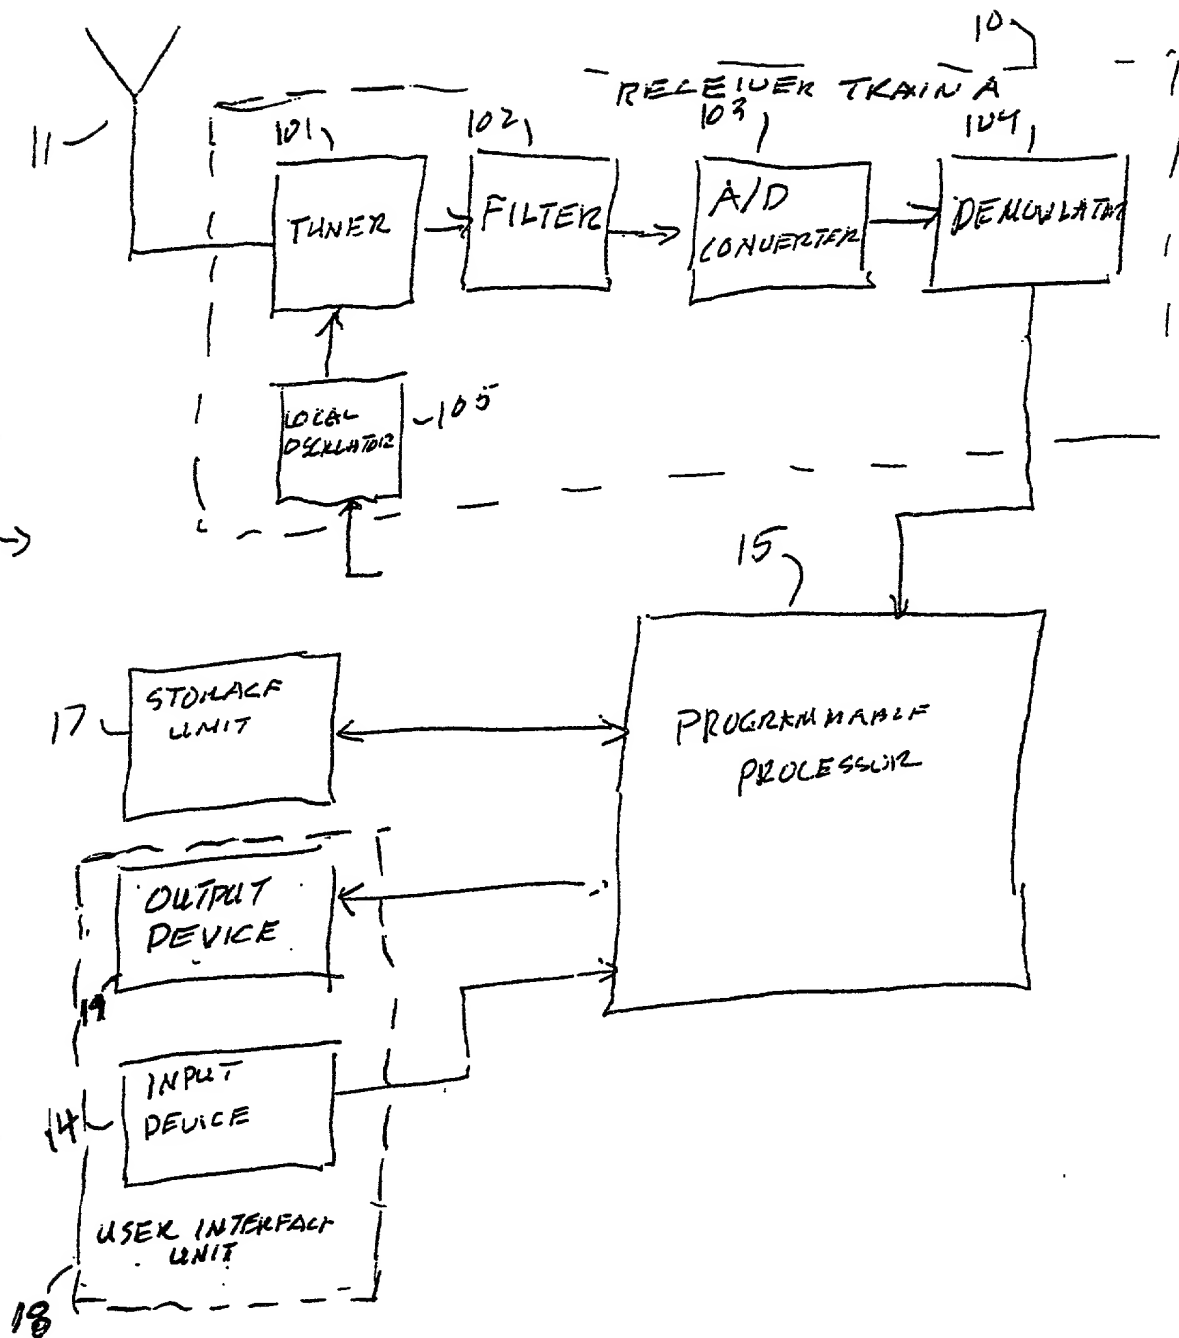 10
RECEIVER TRAIN A
11
101
102
103
104
TUNER
FILTER
A/D
CONVERTER
DEMODULATOR
LOCAL
OSCILLATOR
105
15
17
STORAGE
UNIT
PROGRAMMABLE
PROCESSOR
OUTPUT
DEVICE
19
INPUT
DEVICE
14
USER INTERFACE
UNIT
18